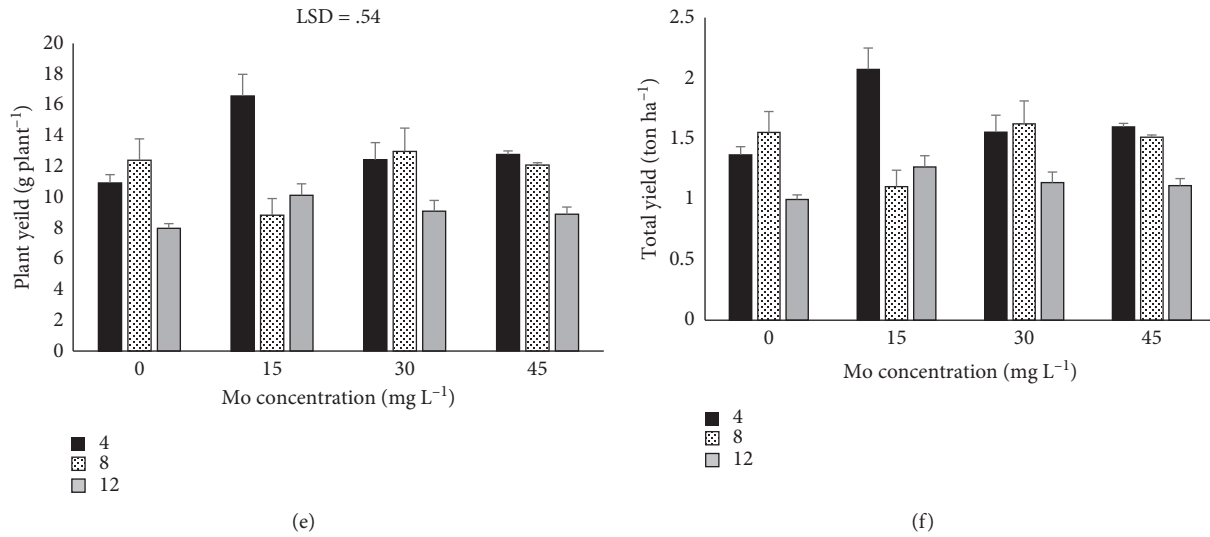 LSD = .54
20
18
16
14
12
10
8
6
4
2
0
Plant yeild (g plant⁻¹)
0 15 30 45
Mo concentration (mg L⁻¹)
4
8
12
(e)
2.5
2
1.5
1
0.5
0
Total yield (ton ha⁻¹)
0 15 30 45
Mo concentration (mg L⁻¹)
4
8
12
(f)